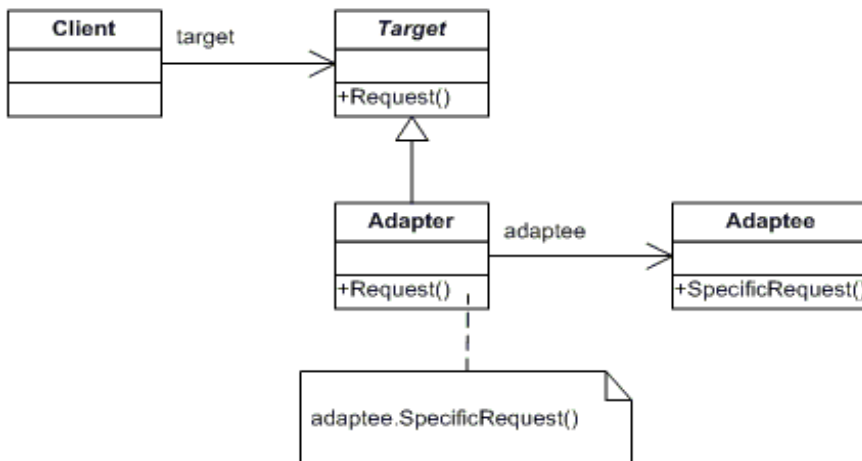 Client
target
Target
+Request()
Adapter
adaptee
Adaptee
+Request()
+SpecificRequest()
adaptee.SpecificRequest()